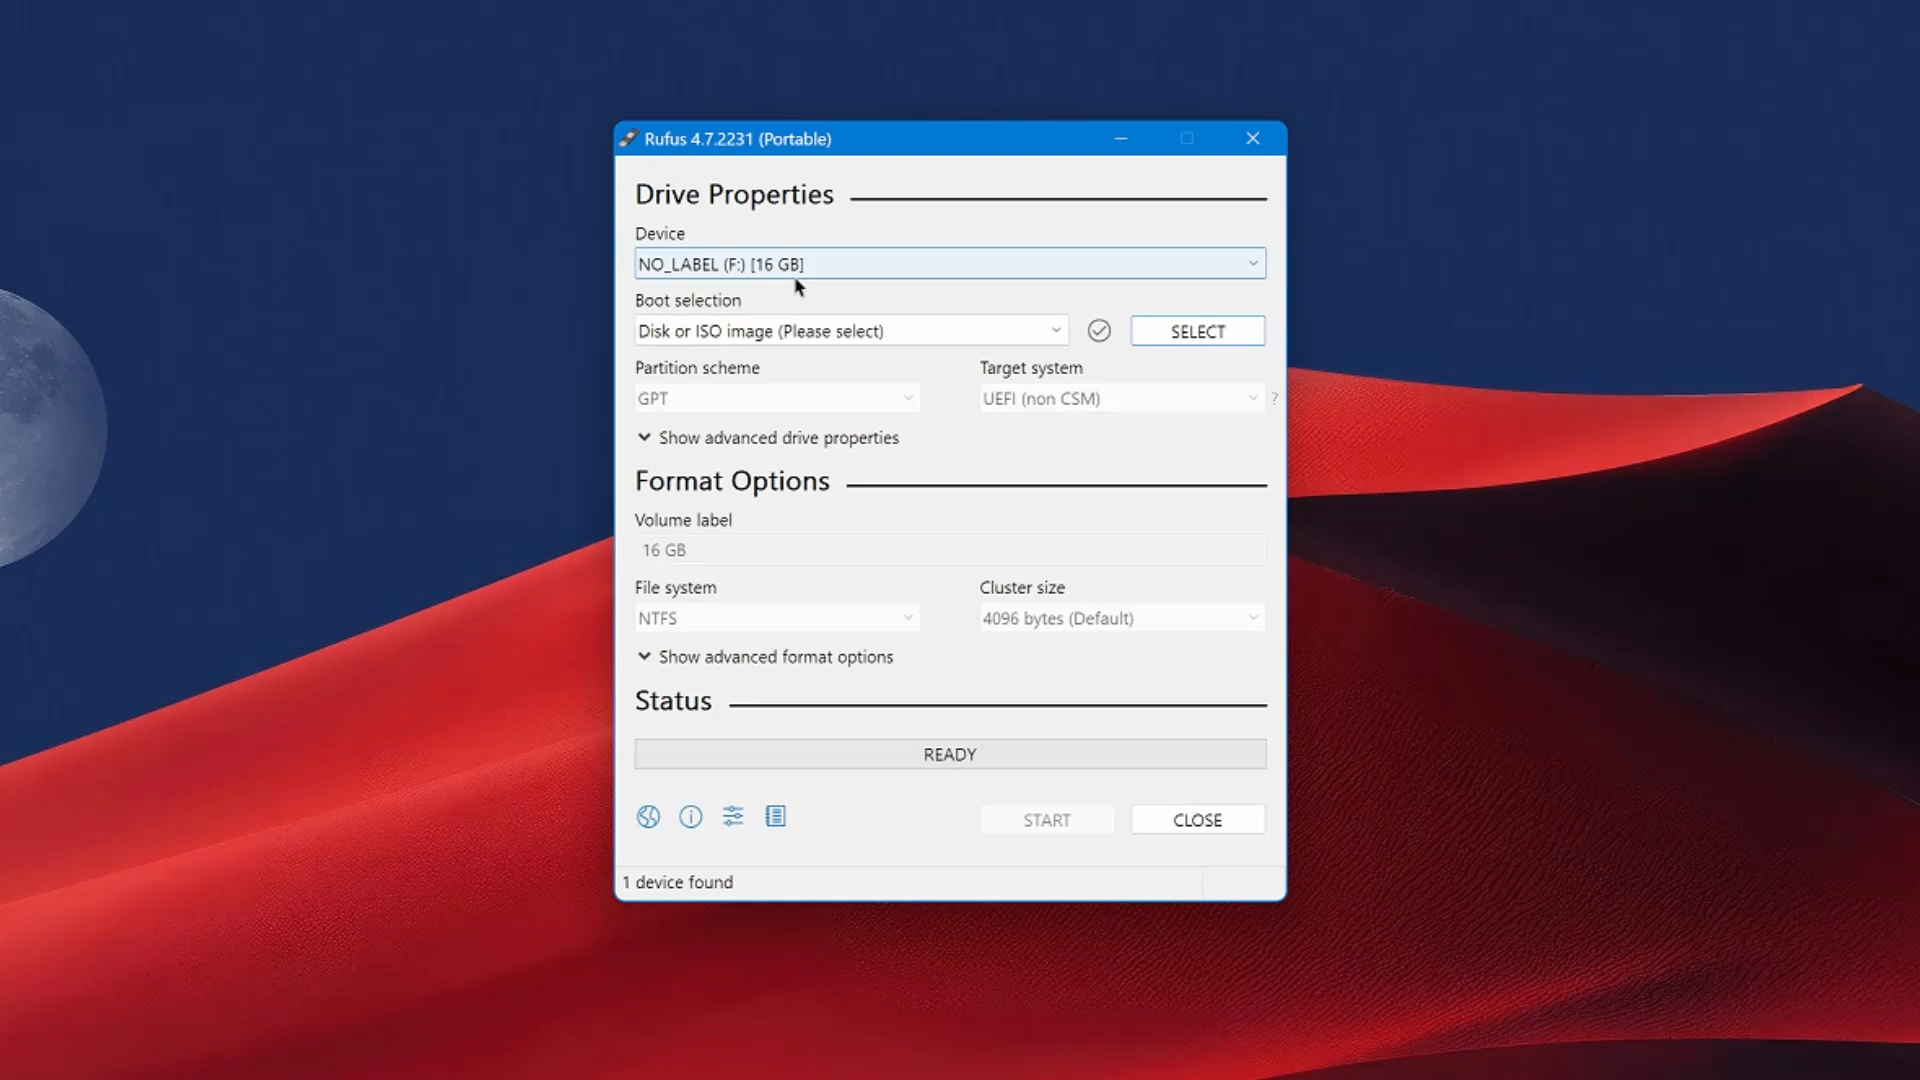 Rufus 4.7.2231 (Portable)
Drive Properties
Device
NO_LABEL (F:) [16 GB]
Boot selection
Disk or ISO image (Please select)
SELECT
Partition scheme
Target system
GPT
UEFI (non CSM)
?
Show advanced drive properties
Format Options
Volume label
16 GB
File system
Cluster size
NTFS
4096 bytes (Default)
Show advanced format options
Status
READY
START
CLOSE
1 device found